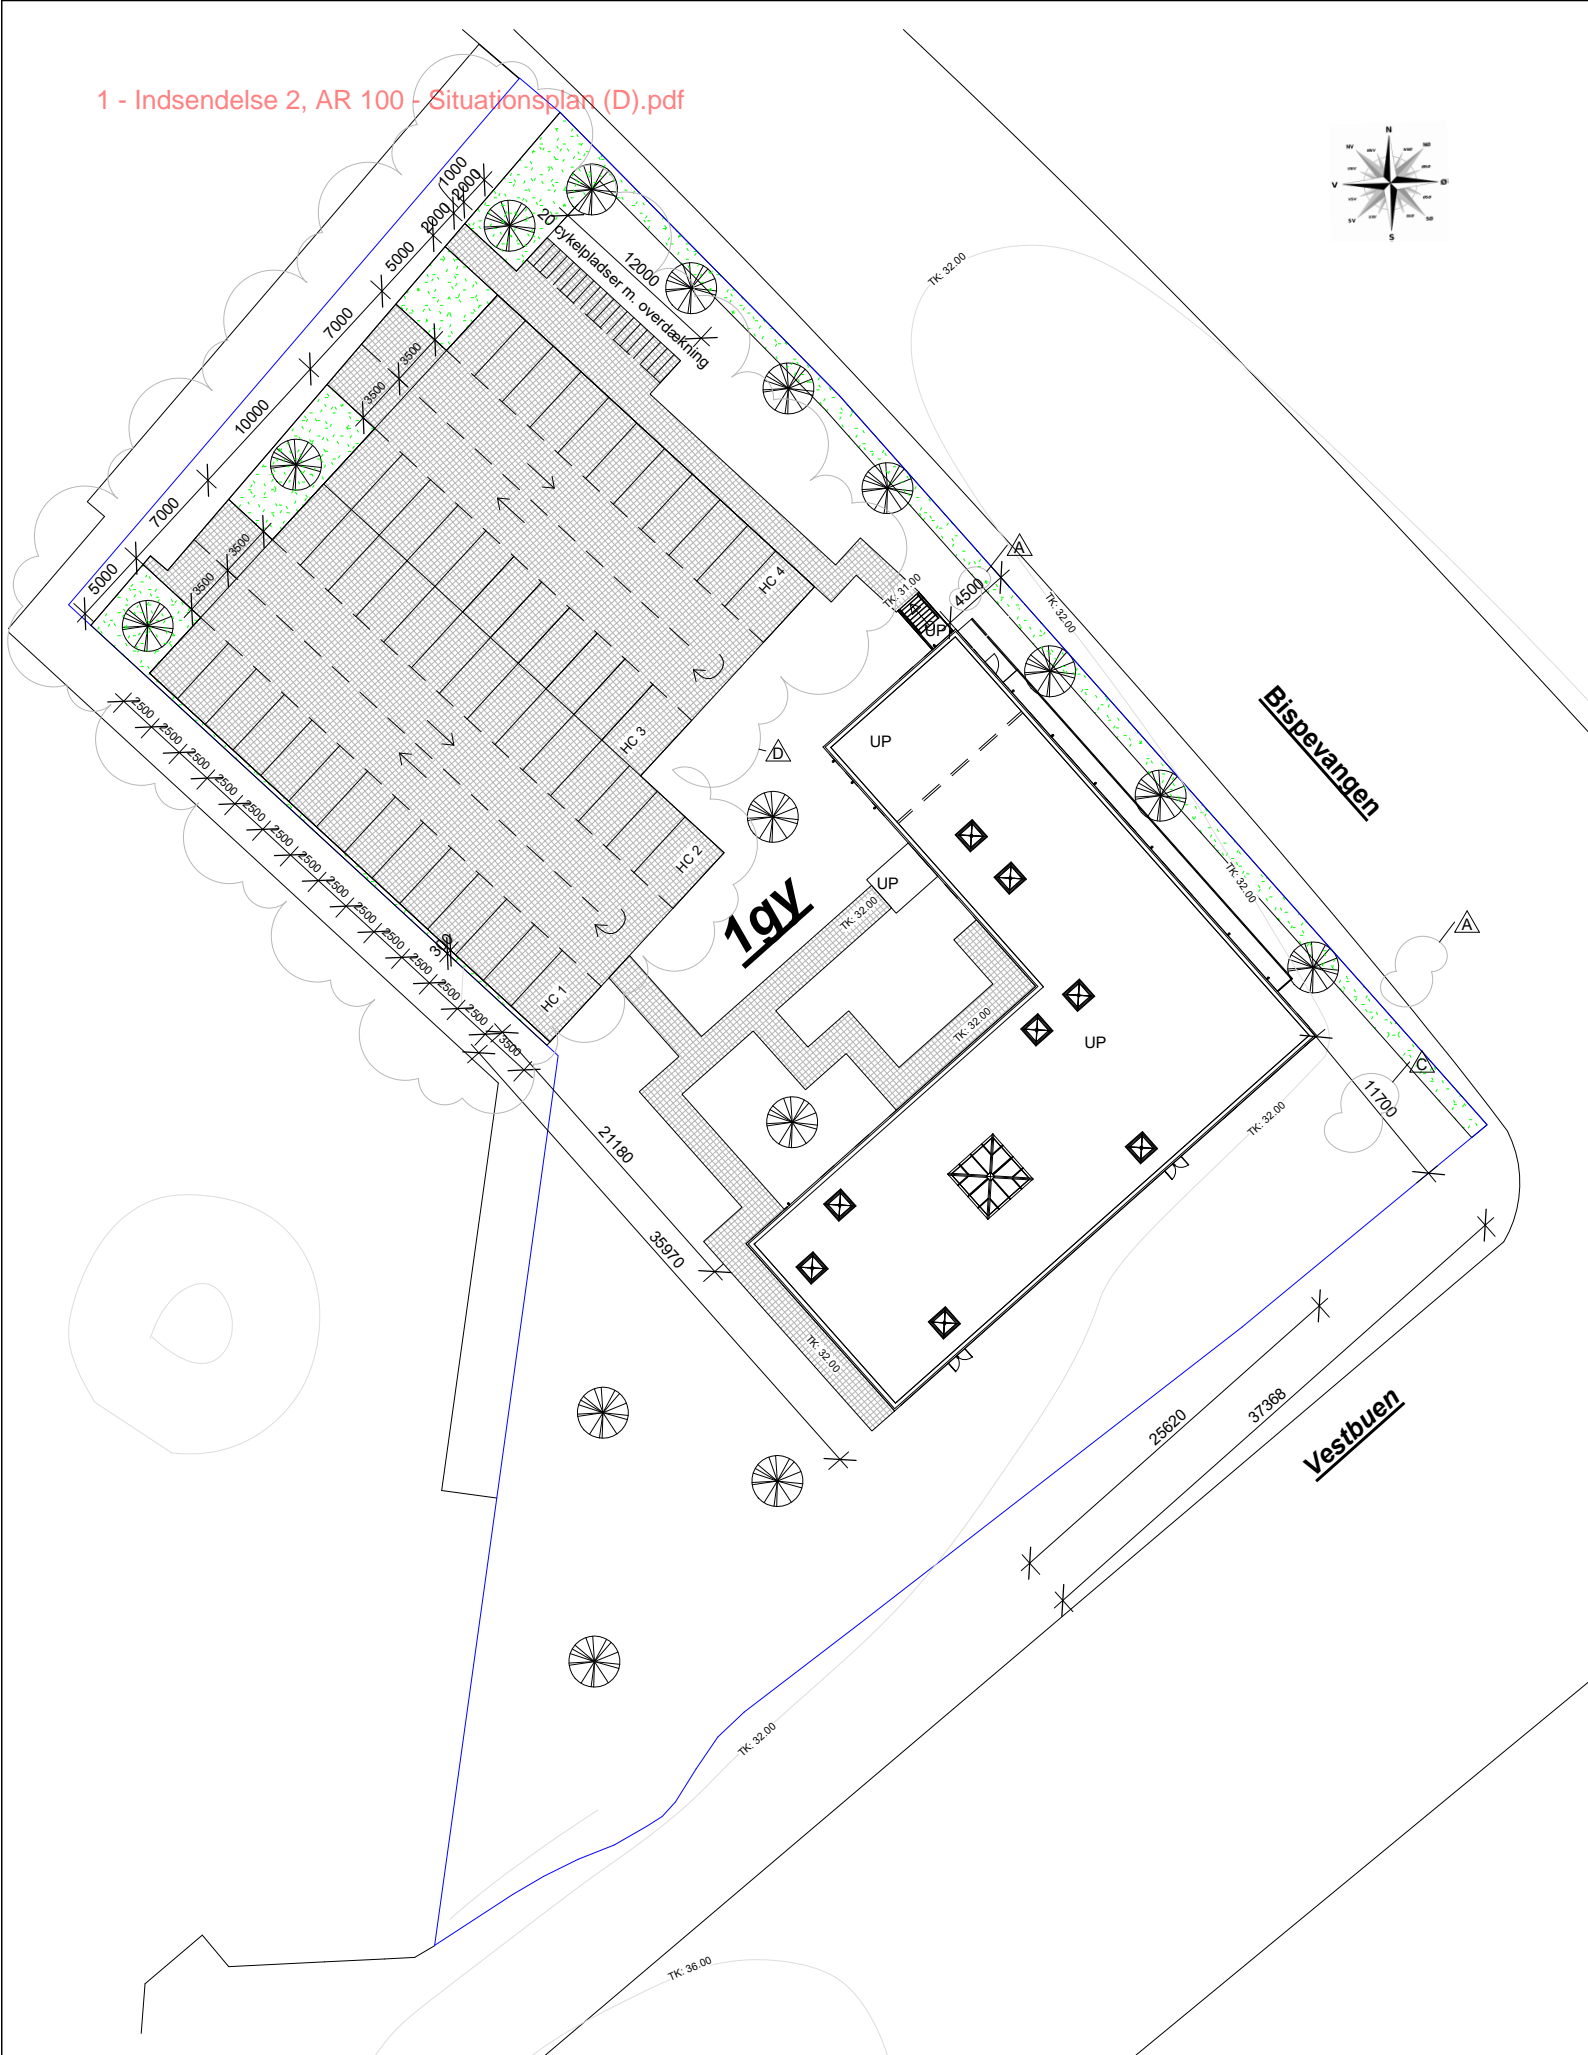 1 - Indsendelse 2, AR 100 - Situationsplan (D).pdf
N
Ø
S
V
NV
NØ
SV
SØ
1000
2000
2000
5000
7000
10000
7000
5000
20 cykelpladser m. overdækning
12000
3500
3500
3500
3500
TK: 32.00
A
4500
TK: 31.00
UP
TK: 32.00
HC 4
HC 3
HC 2
HC 1
UP
D
Bispevangen
UP
1gy
TK: 32.00
TK: 32.00
A
2500
2500
2500
2500
2500
2500
2500
2500
2500
2500
2500
2500
2500
3500
TK: 32.00
UP
C
11700
TK: 32.00
21180
35970
TK: 32.00
25620
37368
Vestbuen
TK: 32.00
TK: 36.00